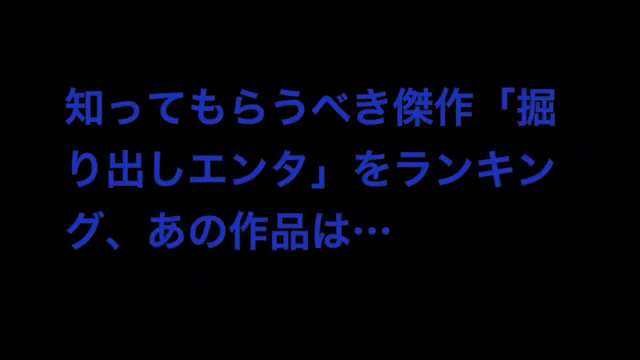 知ってもらうべき傑作「掘
り出しエンタ」をランキン
グ、あの作品は…